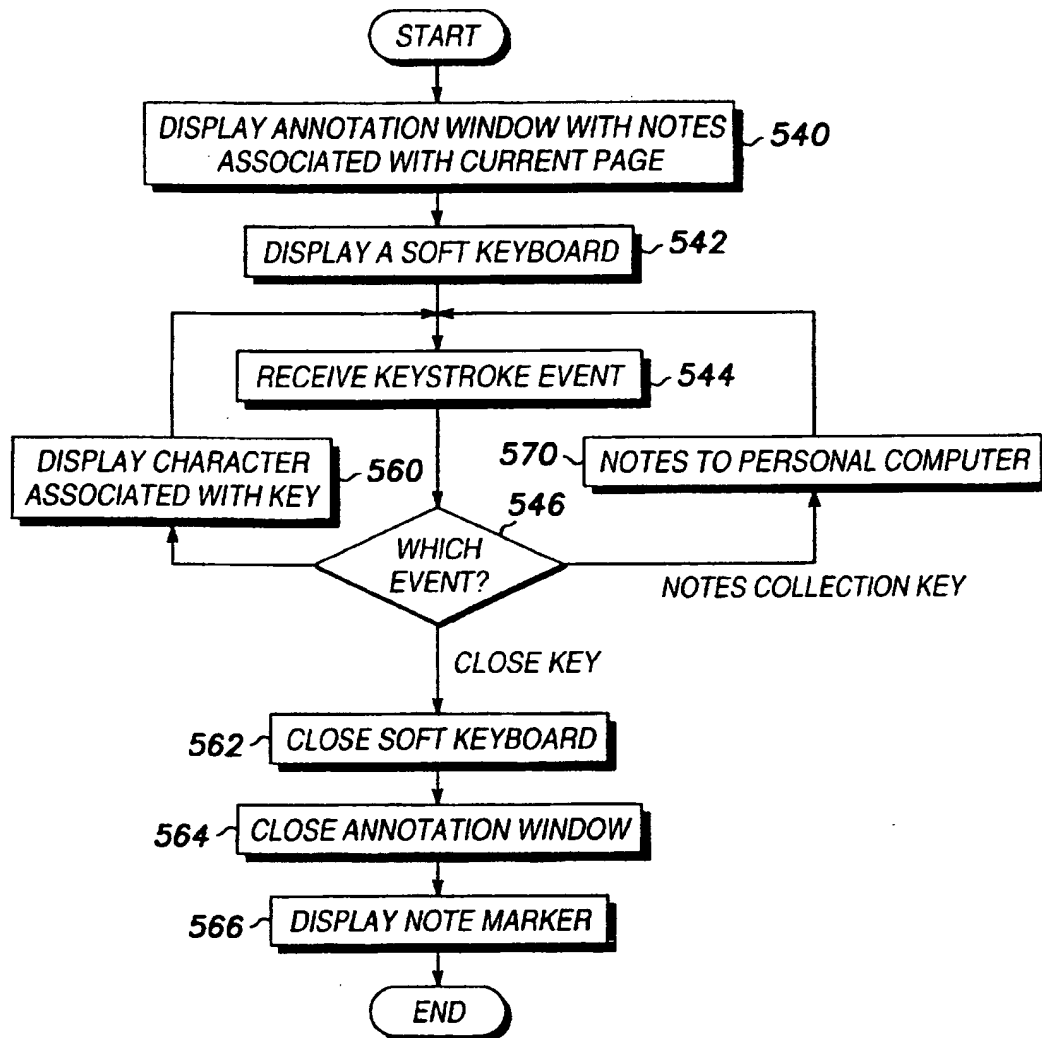 START
DISPLAY ANNOTATION WINDOW WITH NOTES
ASSOCIATED WITH CURRENT PAGE
540
DISPLAY A SOFT KEYBOARD
542
RECEIVE KEYSTROKE EVENT
544
DISPLAY CHARACTER
ASSOCIATED WITH KEY
560
570
NOTES TO PERSONAL COMPUTER
546
WHICH
EVENT?
NOTES COLLECTION KEY
CLOSE KEY
562
CLOSE SOFT KEYBOARD
564
CLOSE ANNOTATION WINDOW
566
DISPLAY NOTE MARKER
END